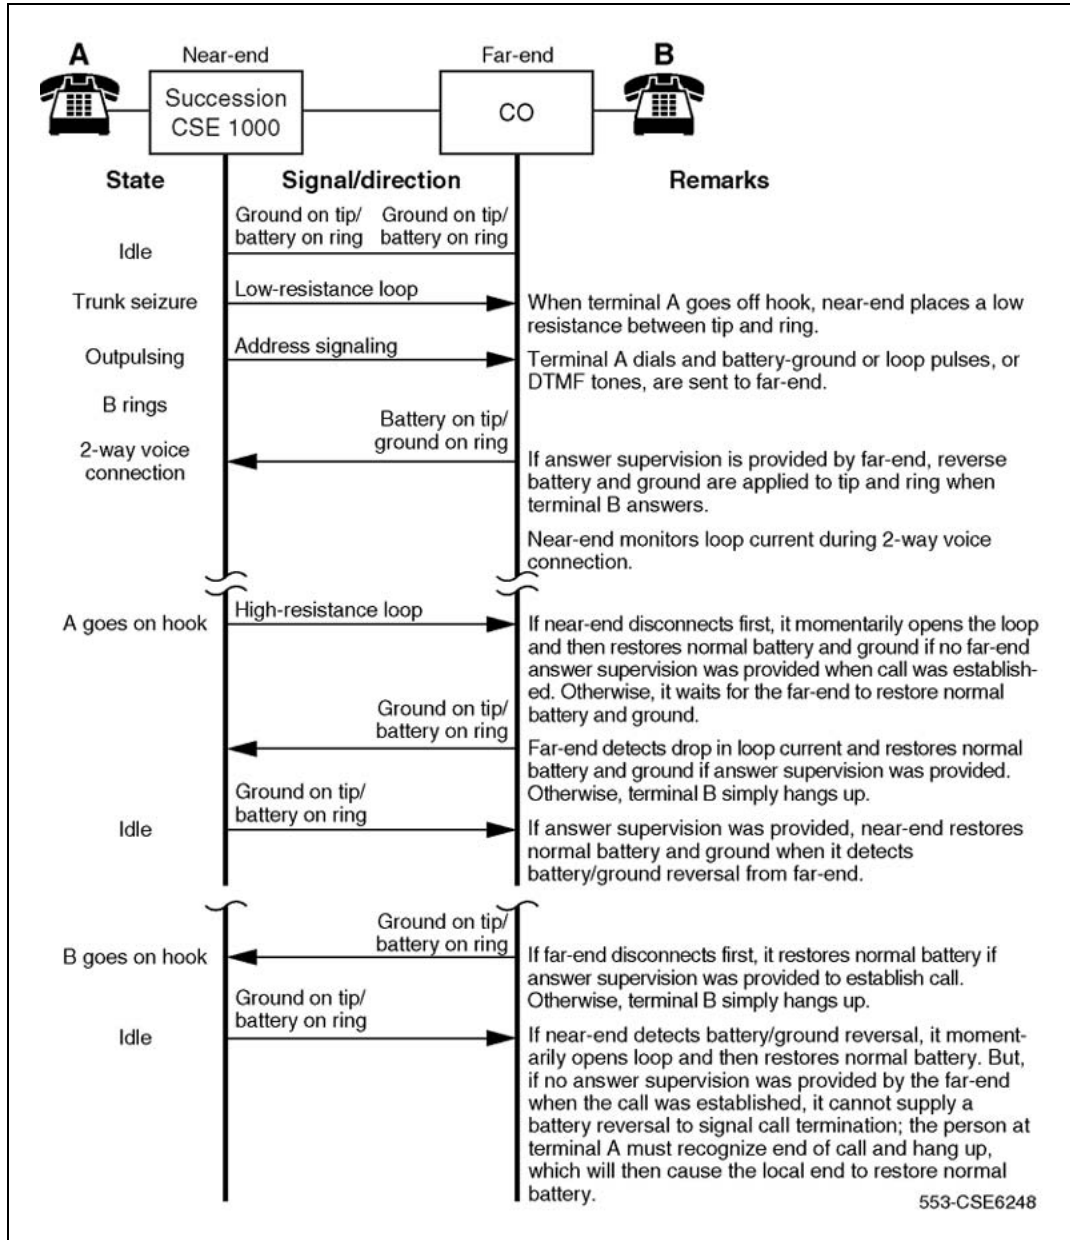 A
Near-end
Far-end
B
Succession
CSE 1000
CO
State
Signal/direction
Remarks
Ground on tip/
battery on ring
Ground on tip/
battery on ring
Idle
Trunk seizure
Low-resistance loop
When terminal A goes off hook, near-end places a low
resistance between tip and ring.
Outpulsing
Address signaling
Terminal A dials and battery-ground or loop pulses, or
DTMF tones, are sent to far-end.
B rings
Battery on tip/
ground on ring
2-way voice
connection
If answer supervision is provided by far-end, reverse
battery and ground are applied to tip and ring when
terminal B answers.
Near-end monitors loop current during 2-way voice
connection.
A goes on hook
High-resistance loop
If near-end disconnects first, it momentarily opens the loop
and then restores normal battery and ground if no far-end
answer supervision was provided when call was establish-
ed. Otherwise, it waits for the far-end to restore normal
battery and ground.
Ground on tip/
battery on ring
Far-end detects drop in loop current and restores normal
battery and ground if answer supervision was provided.
Otherwise, terminal B simply hangs up.
Ground on tip/
battery on ring
Idle
If answer supervision was provided, near-end restores
normal battery and ground when it detects
battery/ground reversal from far-end.
Ground on tip/
battery on ring
B goes on hook
If far-end disconnects first, it restores normal battery if
answer supervision was provided to establish call.
Otherwise, terminal B simply hangs up.
Ground on tip/
battery on ring
Idle
If near-end detects battery/ground reversal, it moment-
arily opens loop and then restores normal battery. But,
if no answer supervision was provided by the far-end
when the call was established, it cannot supply a
battery reversal to signal call termination; the person at
terminal A must recognize end of call and hang up,
which will then cause the local end to restore normal
battery.
553-CSE6248